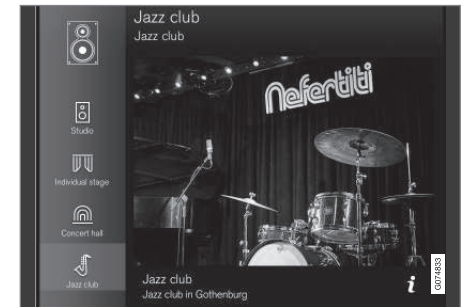 Jazz club
Jazz club
Nefertiti
Studio
Individual stage
Concert hall
Jazz club
Jazz club
Jazz club in Gothenburg
i
G074833